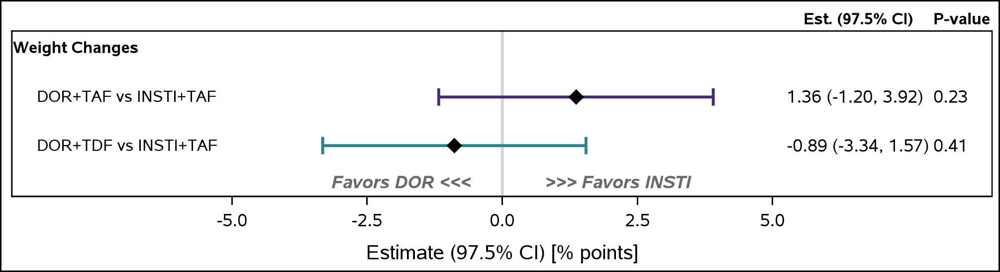 Est. (97.5% CI) P-value
Weight Changes
DOR+TAF vs INSTI+TAF 1.36 (-1.20, 3.92) 0.23
DOR+TDF vs INSTI+TAF -0.89 (-3.34, 1.57) 0.41
Favors DOR <<< >>> Favors INSTI
-5.0 -2.5 0.0 2.5 5.0
Estimate (97.5% CI) [% points]